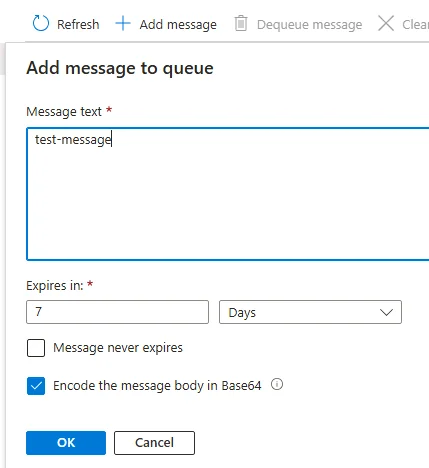 Refresh Add message Dequeue message Clea
Add message to queue
Message text *
test-message
Expires in: *
7 Days
Message never expires
Encode the message body in Base64
OK Cancel